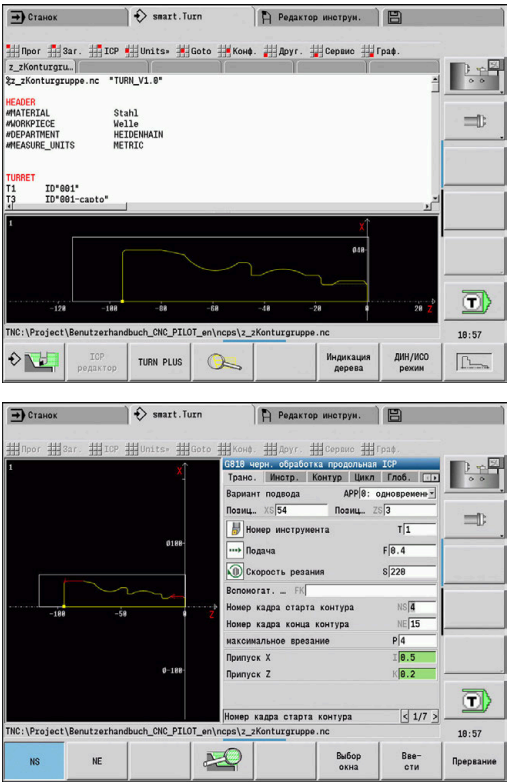 Станок
smart.Turn
Редактор инструм.
Прог Заг. ICP Units» Goto Конф. Друг. Сервис Граф.
z_zKonturgru…
%z_zKonturgruppe.nc "TURN_V1.0"
HEADER
#MATERIAL Stahl
#WORKPIECE Welle
#DEPARTMENT HEIDENHAIN
#MEASURE_UNITS METRIC
TURRET
T1 ID"001"
T3 ID"001-capto"
1
X
Ø40
-120 -100 -80 -60 -40 -20 0 20 Z
TNC:\Project\Benutzerhandbuch_CNC_PILOT_en\ncps\z_zKonturgruppe.nc
10:57
T
ICP редактор
TURN PLUS
Индикация дерева
ДИН/ИСО режим
Станок
smart.Turn
Редактор инструм.
Прог Заг. ICP Units» Goto Конф. Друг. Сервис Граф.
1
X
Ø100
-100 -50 0 Z
Ø-100
G810 черн. обработка продольная ICP
Транс. Инстр. Контур Цикл Глоб.
Вариант подвода APP 0: одновремен
Позиц… XS 54 Позиц… ZS 3
Номер инструмента T 1
Подача F 0.4
Скорость резания S 220
Вспомогат. … FK
Номер кадра старта контура NS 4
Номер кадра конца контура NE 15
максимальное врезание P 4
Припуск X I 0.5
Припуск Z K 0.2
Номер кадра старта контура < 1/7 >
TNC:\Project\Benutzerhandbuch_CNC_PILOT_en\ncps\z_zKonturgruppe.nc
10:57
T
NS
NE
Выбор окна
Вве-
сти
Прервание